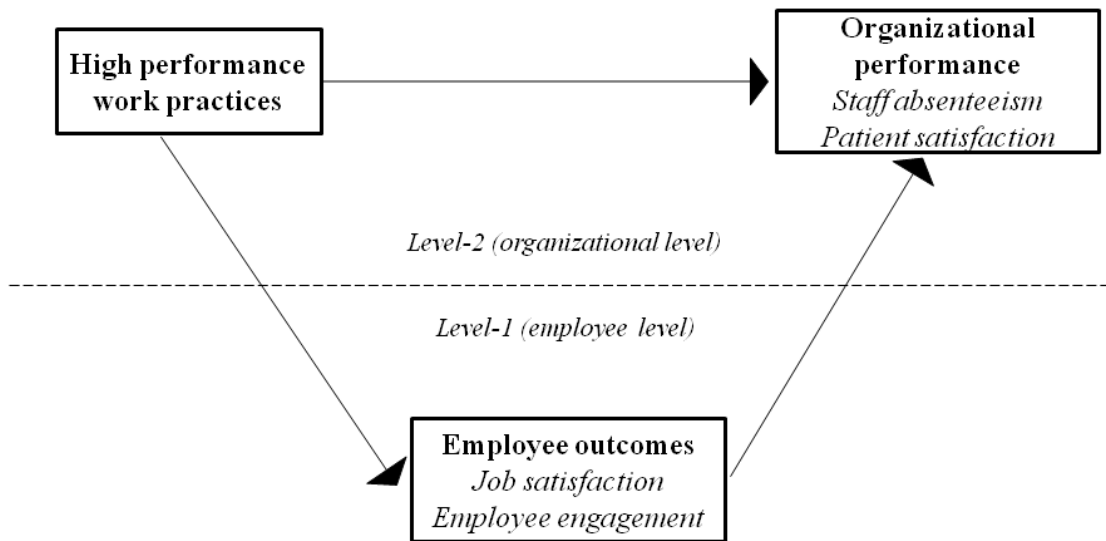 High performance
work practices
Organizational
performance
Staff absenteeism
Patient satisfaction
Level-2 (organizational level)
Level-1 (employee level)
Employee outcomes
Job satisfaction
Employee engagement